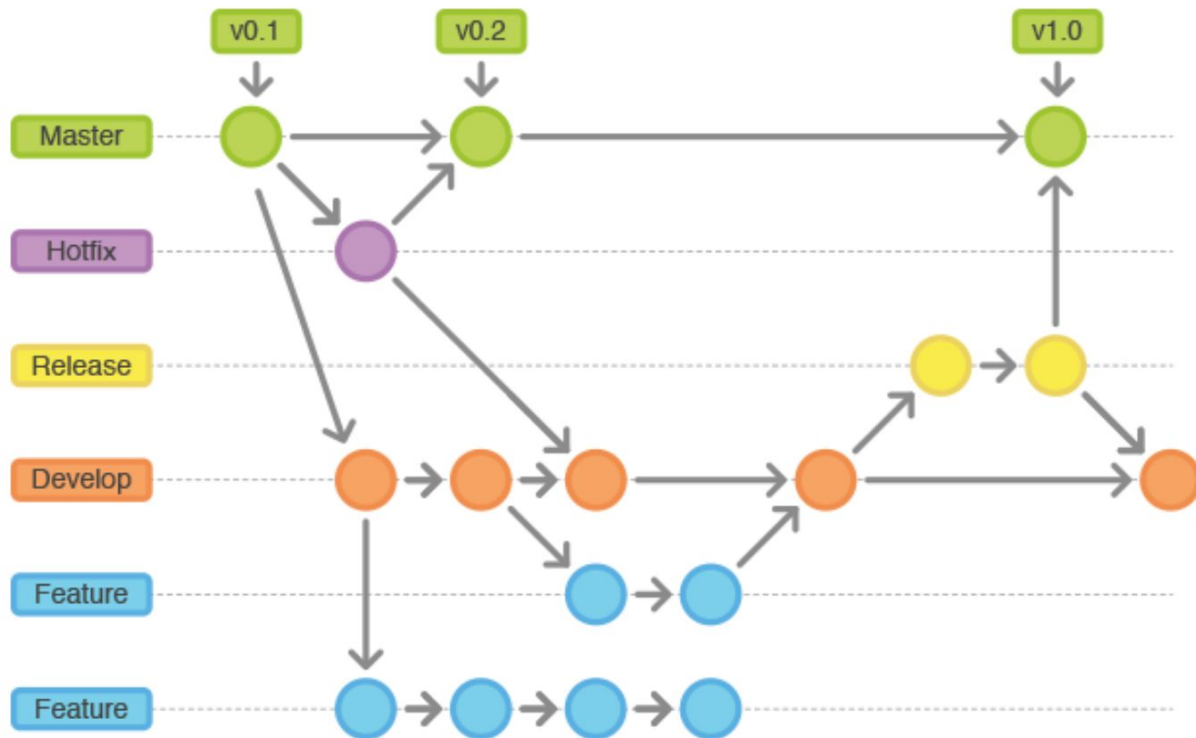 v0.1
v0.2
v1.0
Master
Hotfix
Release
Develop
Feature
Feature